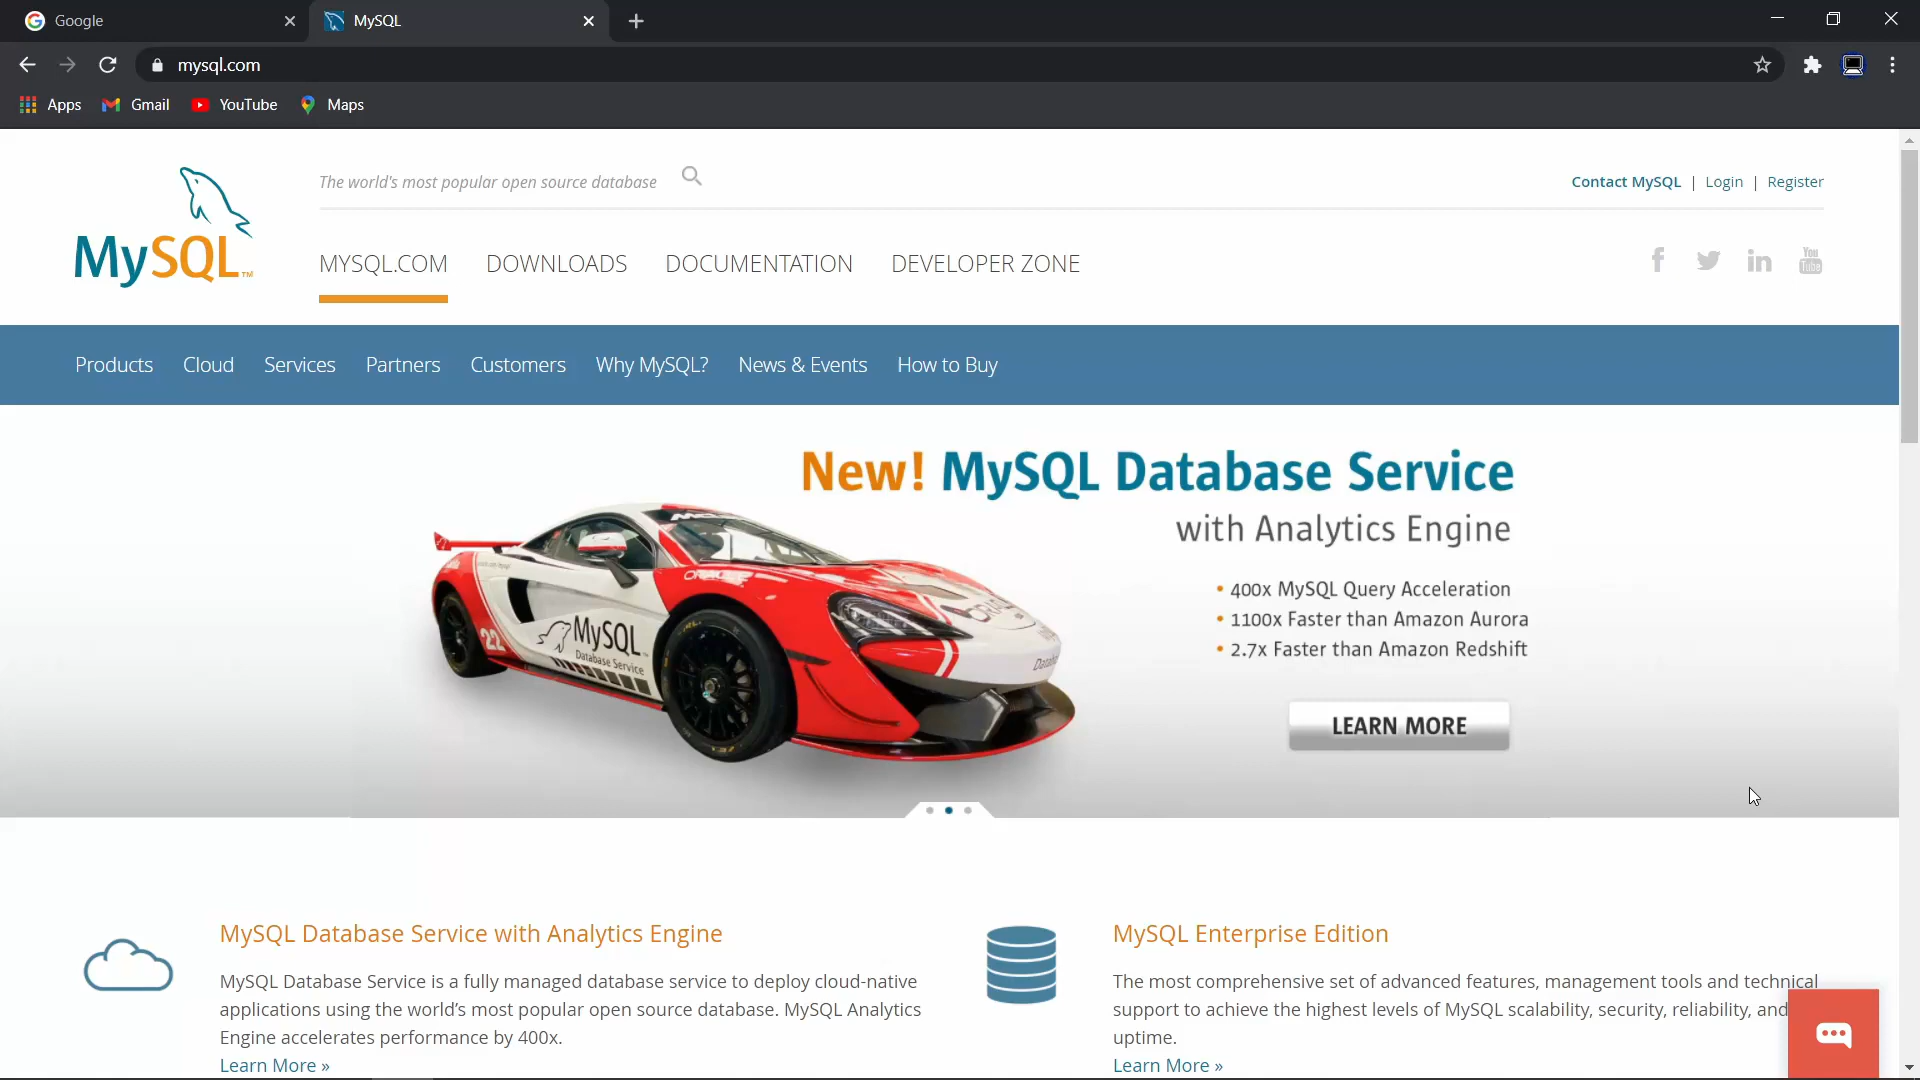 Google
MySQL
mysql.com
Apps
Gmail
YouTube
Maps
MySQL™
The world's most popular open source database
Contact MySQL | Login | Register
MYSQL.COM
DOWNLOADS
DOCUMENTATION
DEVELOPER ZONE
You
Tube
Products
Cloud
Services
Partners
Customers
Why MySQL?
News & Events
How to Buy
New! MySQL Database Service
with Analytics Engine
• 400x MySQL Query Acceleration
• 1100x Faster than Amazon Aurora
• 2.7x Faster than Amazon Redshift
LEARN MORE
22
MySQL
Database Service
MySQL Database Service with Analytics Engine
MySQL Database Service is a fully managed database service to deploy cloud-native
applications using the world's most popular open source database. MySQL Analytics
Engine accelerates performance by 400x.
Learn More »
MySQL Enterprise Edition
The most comprehensive set of advanced features, management tools and technical
support to achieve the highest levels of MySQL scalability, security, reliability, and
uptime.
Learn More »